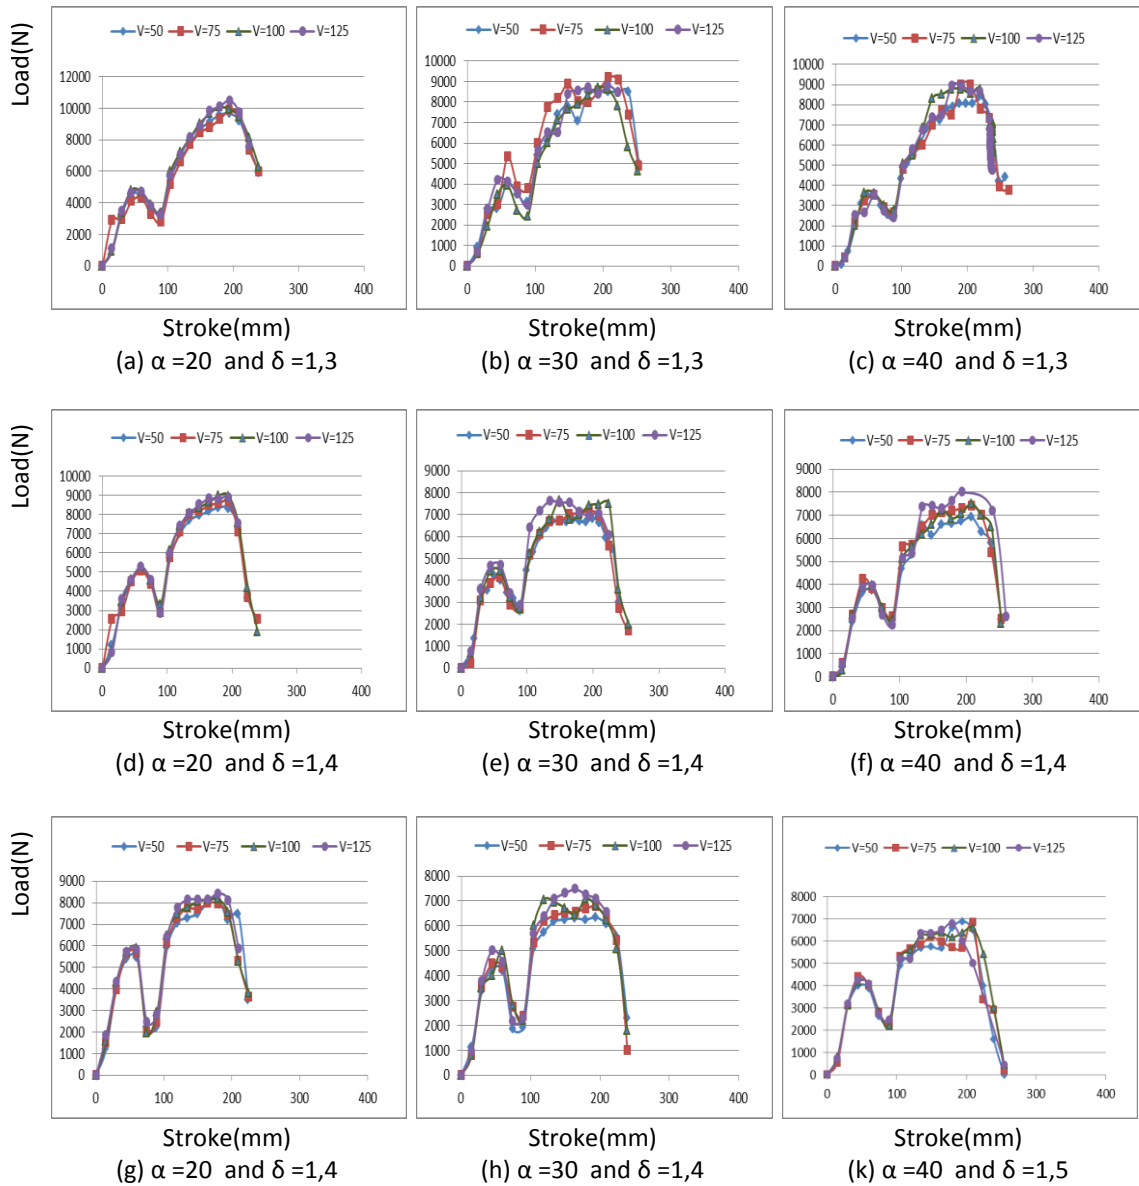 Load(N)
V=50 V=75 V=100 V=125
12000
10000
8000
6000
4000
2000
0
0 100 200 300 400
Stroke(mm)
(a) α =20 and δ =1,3
V=50 V=75 V=100 V=125
10000
9000
8000
7000
6000
5000
4000
3000
2000
1000
0
0 100 200 300 400
Stroke(mm)
(b) α =30 and δ =1,3
V=50 V=75 V=100 V=125
10000
9000
8000
7000
6000
5000
4000
3000
2000
1000
0
0 100 200 300 400
Stroke(mm)
(c) α =40 and δ =1,3
Load(N)
V=50 V=75 V=100 V=125
10000
9000
8000
7000
6000
5000
4000
3000
2000
1000
0
0 100 200 300 400
Stroke(mm)
(d) α =20 and δ =1,4
V=50 V=75 V=100 V=125
9000
8000
7000
6000
5000
4000
3000
2000
1000
0
0 100 200 300 400
Stroke(mm)
(e) α =30 and δ =1,4
V=50 V=75 V=100 V=125
9000
8000
7000
6000
5000
4000
3000
2000
1000
0
0 100 200 300 400
Stroke(mm)
(f) α =40 and δ =1,4
Load(N)
V=50 V=75 V=100 V=125
9000
8000
7000
6000
5000
4000
3000
2000
1000
0
0 100 200 300 400
Stroke(mm)
(g) α =20 and δ =1,4
V=50 V=75 V=100 V=125
8000
7000
6000
5000
4000
3000
2000
1000
0
0 100 200 300 400
Stroke(mm)
(h) α =30 and δ =1,4
V=50 V=75 V=100 V=125
8000
7000
6000
5000
4000
3000
2000
1000
0
0 100 200 300 400
Stroke(mm)
(k) α =40 and δ =1,5